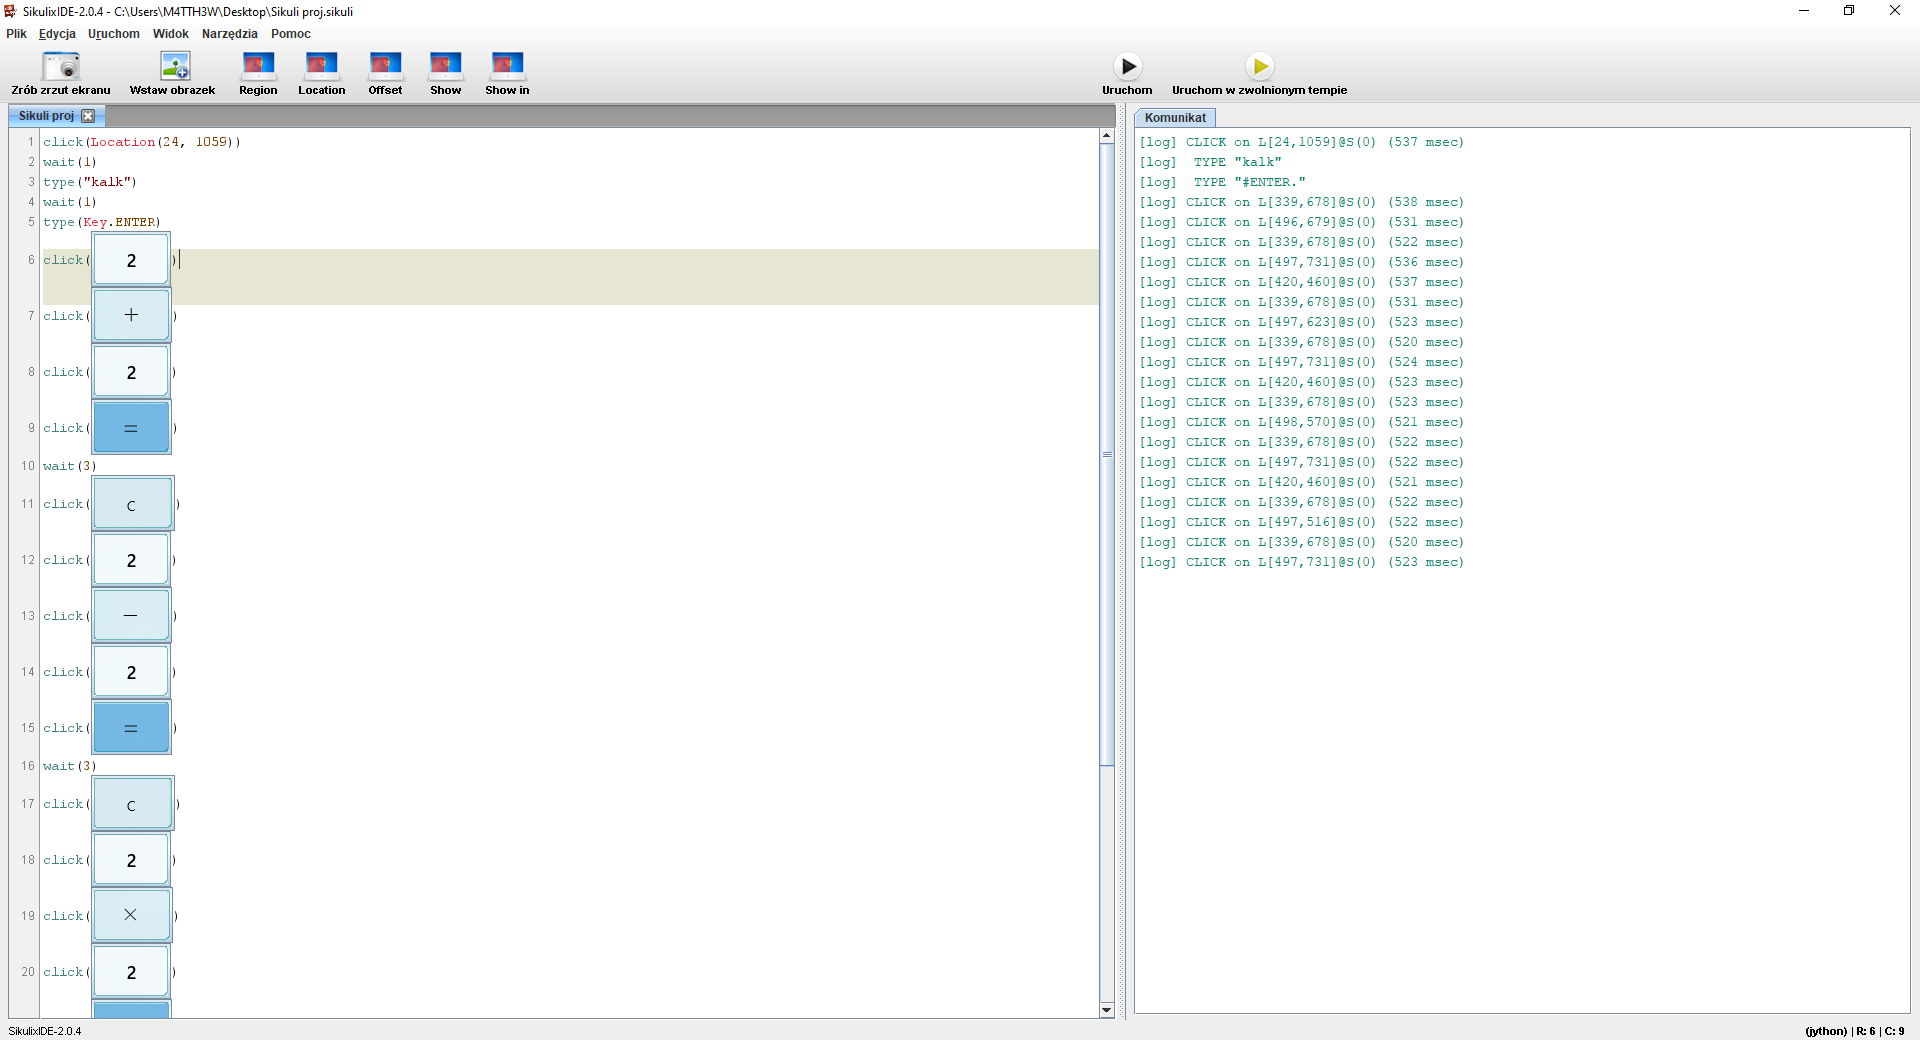 SikulixIDE-2.0.4 - C:\Users\M4TTH3W\Desktop\Sikuli proj.sikuli
Plik Edycja Uruchom Widok Narzędzia Pomoc
Zrób zrzut ekranu Wstaw obrazek Region Location Offset Show Show in Uruchom Uruchom w zwolnionym tempie
Sikuli proj
1 click(Location(24, 1059))
2 wait(1)
3 type("kalk")
4 wait(1)
5 type(Key.ENTER)
6 click( 2 )
7 click( + )
8 click( 2 )
9 click( = )
10 wait(3)
11 click( C )
12 click( 2 )
13 click( − )
14 click( 2 )
15 click( = )
16 wait(3)
17 click( C )
18 click( 2 )
19 click( × )
20 click( 2 )
Komunikat
[log] CLICK on L[24,1059]@S(0) (537 msec)
[log]  TYPE "kalk"
[log]  TYPE "#ENTER."
[log] CLICK on L[339,678]@S(0) (538 msec)
[log] CLICK on L[496,679]@S(0) (531 msec)
[log] CLICK on L[339,678]@S(0) (522 msec)
[log] CLICK on L[497,731]@S(0) (536 msec)
[log] CLICK on L[420,460]@S(0) (537 msec)
[log] CLICK on L[339,678]@S(0) (531 msec)
[log] CLICK on L[497,623]@S(0) (523 msec)
[log] CLICK on L[339,678]@S(0) (520 msec)
[log] CLICK on L[497,731]@S(0) (524 msec)
[log] CLICK on L[420,460]@S(0) (523 msec)
[log] CLICK on L[339,678]@S(0) (523 msec)
[log] CLICK on L[498,570]@S(0) (521 msec)
[log] CLICK on L[339,678]@S(0) (522 msec)
[log] CLICK on L[497,731]@S(0) (522 msec)
[log] CLICK on L[420,460]@S(0) (521 msec)
[log] CLICK on L[339,678]@S(0) (522 msec)
[log] CLICK on L[497,516]@S(0) (522 msec)
[log] CLICK on L[339,678]@S(0) (520 msec)
[log] CLICK on L[497,731]@S(0) (523 msec)
SikulixIDE-2.0.4
(jython) | R: 6 | C: 9